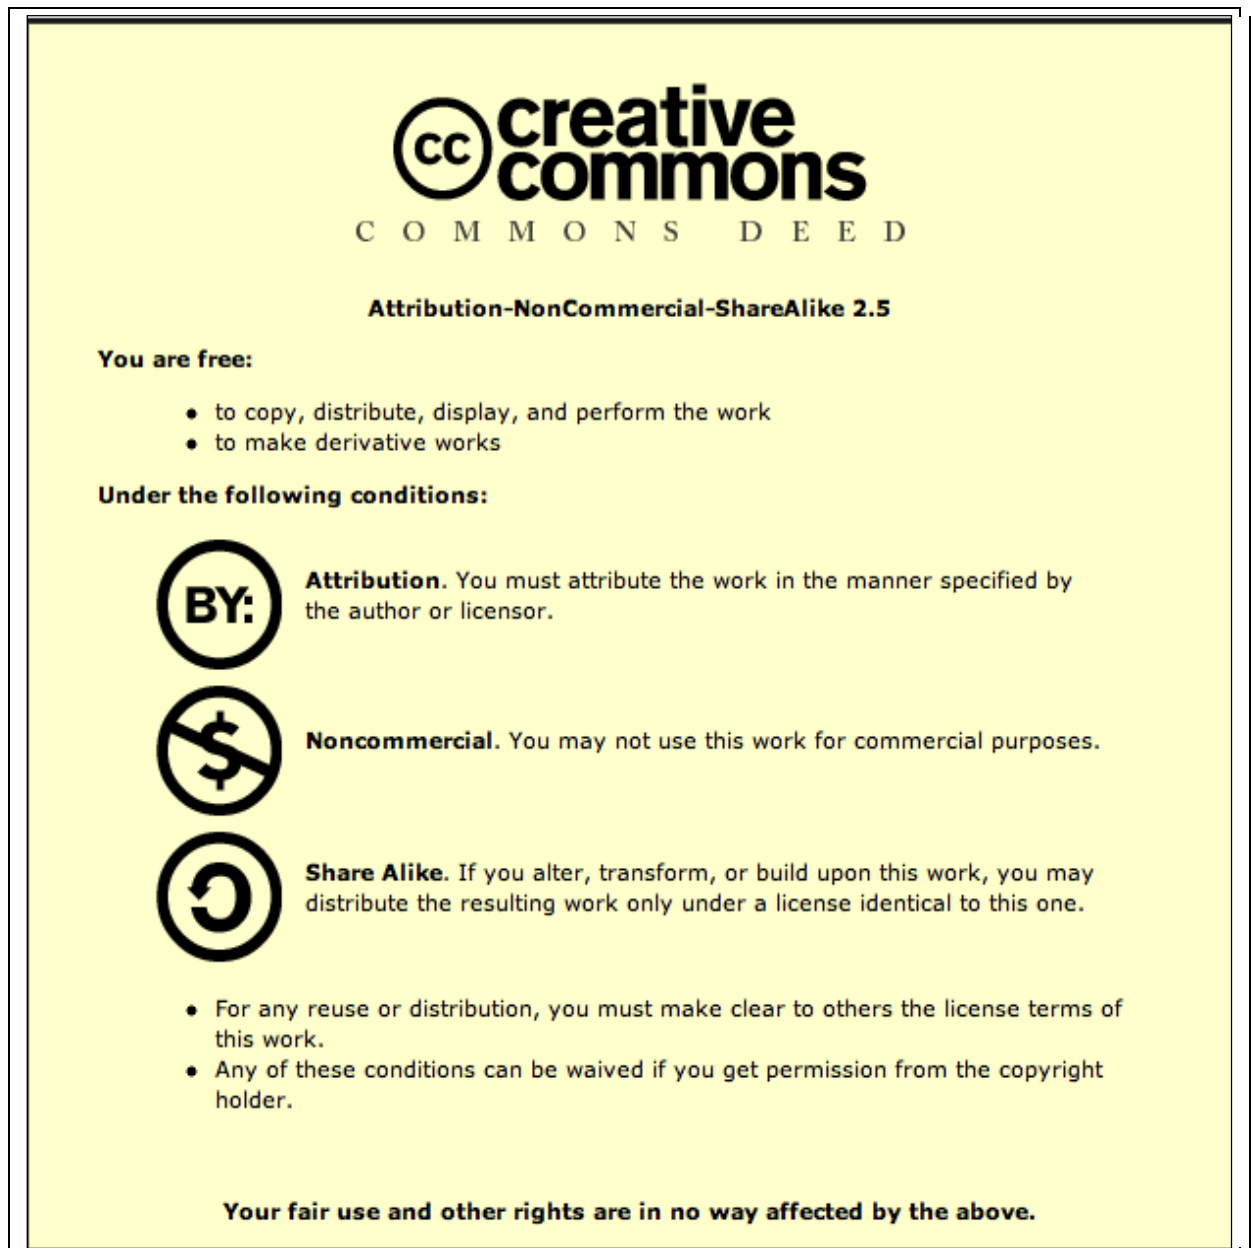 cc creative
commons
COMMONS DEED
Attribution-NonCommercial-ShareAlike 2.5
You are free:
• to copy, distribute, display, and perform the work
• to make derivative works
Under the following conditions:
BY:
Attribution. You must attribute the work in the manner specified by
the author or licensor.
$
Noncommercial. You may not use this work for commercial purposes.
Share Alike. If you alter, transform, or build upon this work, you may
distribute the resulting work only under a license identical to this one.
• For any reuse or distribution, you must make clear to others the license terms of
this work.
• Any of these conditions can be waived if you get permission from the copyright
holder.
Your fair use and other rights are in no way affected by the above.